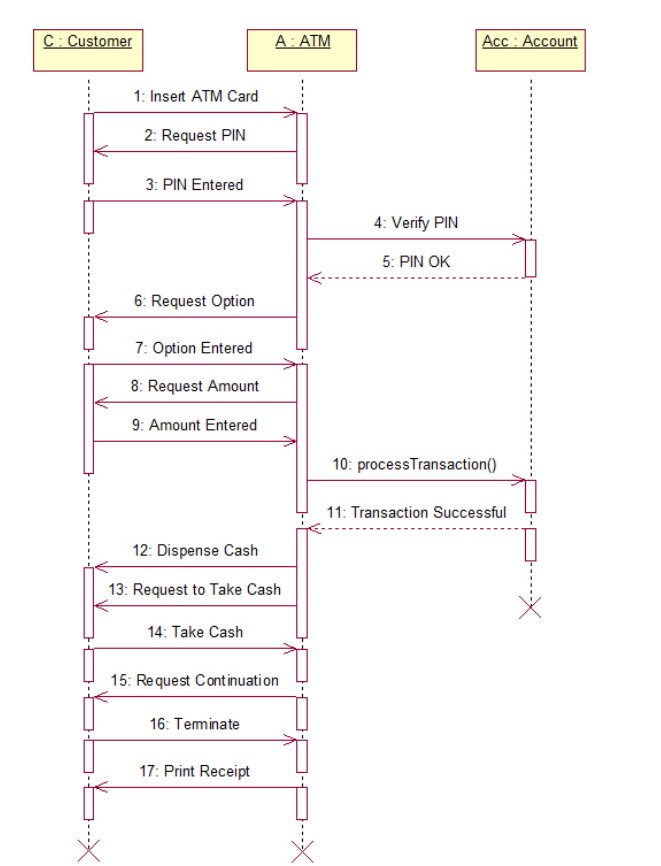 C : Customer
A : ATM
Acc : Account
1: Insert ATM Card
2: Request PIN
3: PIN Entered
4: Verify PIN
5: PIN OK
6: Request Option
7: Option Entered
8: Request Amount
9: Amount Entered
10: processTransaction()
11: Transaction Successful
12: Dispense Cash
13: Request to Take Cash
14: Take Cash
15: Request Continuation
16: Terminate
17: Print Receipt